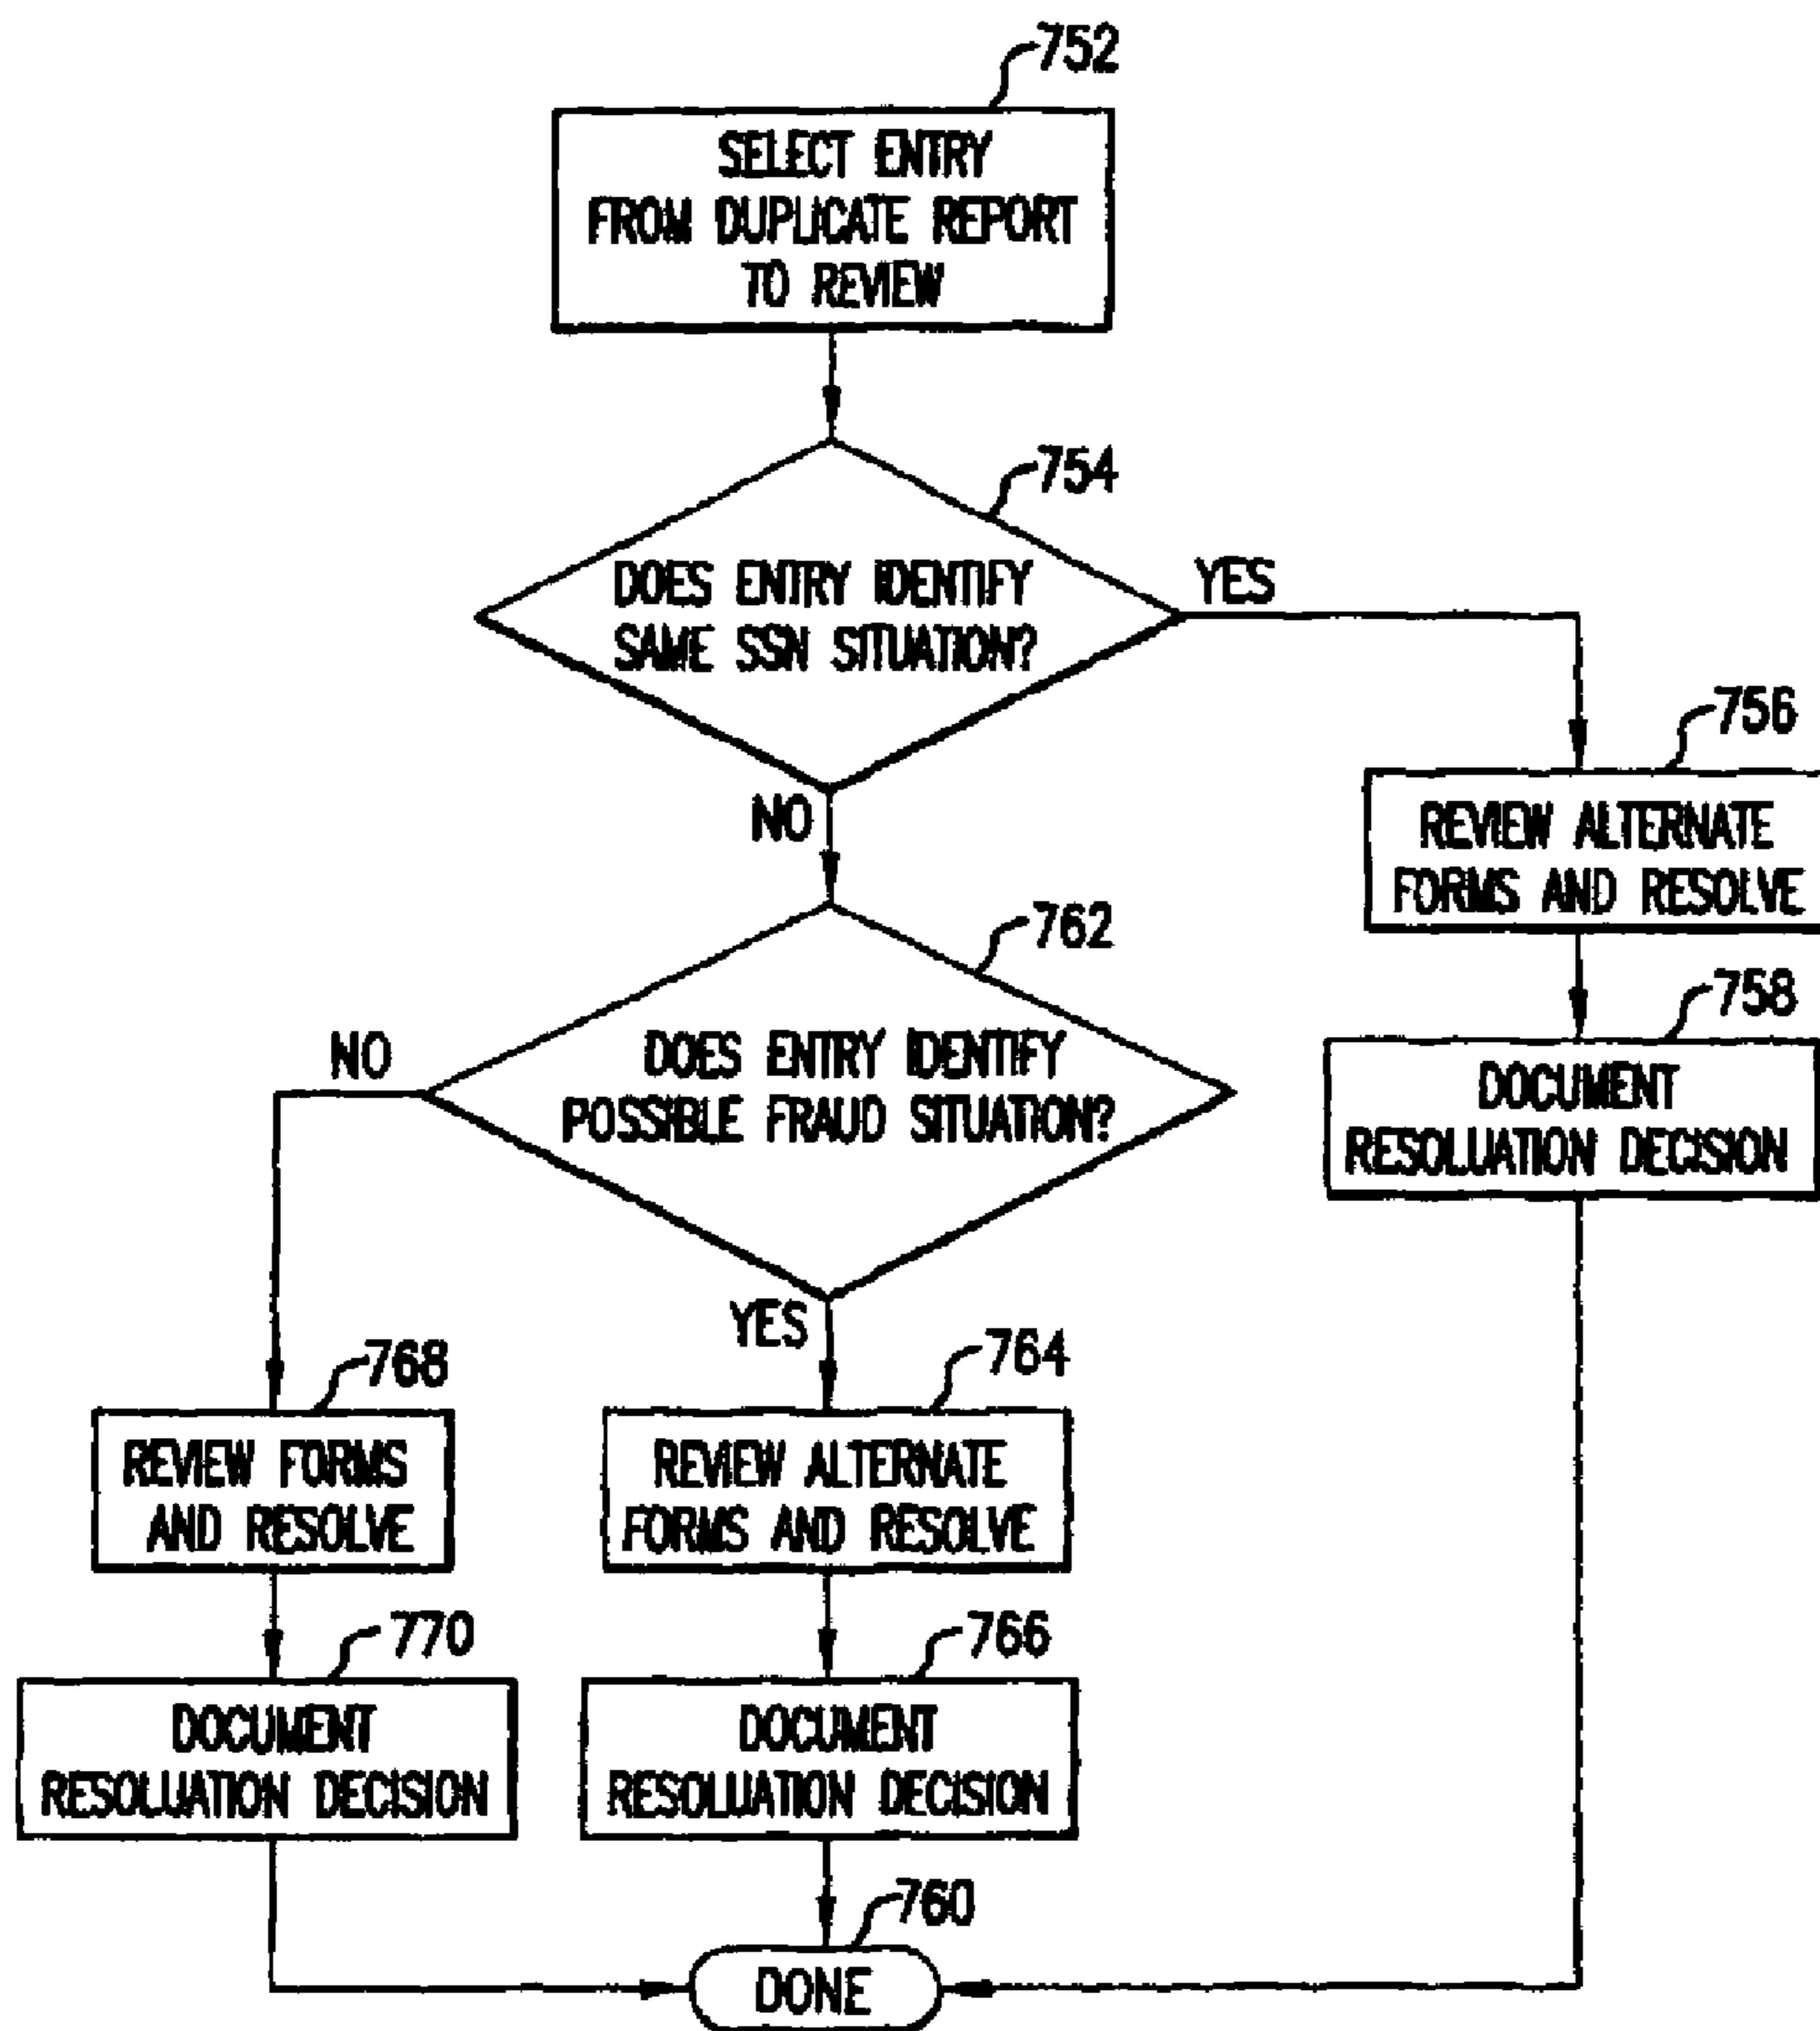 752
SELECT ENTRY
FROM DUPLICATE REPORT
TO REVIEW
754
DOES ENTRY IDENTIFY
SAME SSN SITUATION?
YES
NO
756
REVIEW ALTERNATE
FORMS AND RESOLVE
758
DOCUMENT
RESOLUATION DECISION
762
DOES ENTRY IDENTIFY
POSSIBLE FRAUD SITUATION?
NO
YES
768
REVIEW FORMS
AND RESOLVE
764
REVIEW ALTERNATE
FORMS AND RESOLVE
770
DOCUMENT
RESOLUATION DECISION
766
DOCUMENT
RESOLUATION DECISION
760
DONE